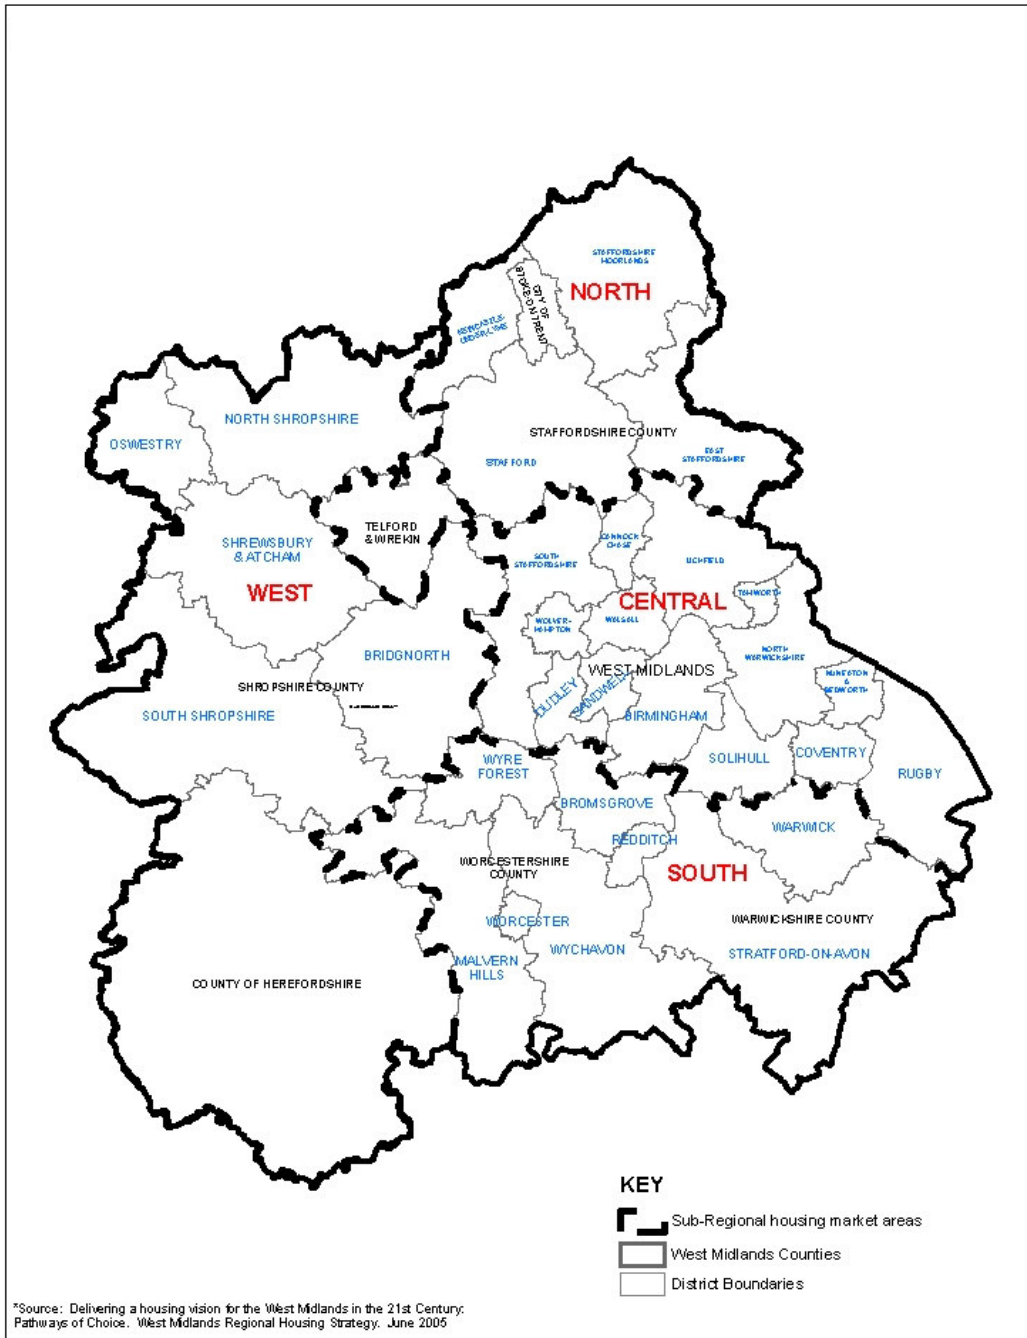 STAFFORDSHIRE
MOORLANDS
NORTH
CITY OF
STOKE-ON-TRENT
NEWCASTLE-
UNDER-LYME
NORTH SHROPSHIRE
OSWESTRY
STAFFORDSHIRE COUNTY
STAFFORD
EAST
STAFFORDSHIRE
TELFORD
& WREKIN
SHREWSBURY
& ATCHAM
WEST
CANNOCK
CHASE
SOUTH
STAFFORDSHIRE
LICHFIELD
TAMWORTH
CENTRAL
WOLVER-
HAMPTON
WALSALL
BRIDGNORTH
NORTH
WARWICKSHIRE
WEST MIDLANDS
NUNEATON
&
BEDWORTH
SHROPSHIRE COUNTY
DUDLEY
SANDWELL
SOUTH SHROPSHIRE
BIRMINGHAM
SOLIHULL
COVENTRY
RUGBY
WYRE
FOREST
BROMSGROVE
WARWICK
REDDITCH
WORCESTERSHIRE
COUNTY
SOUTH
WORCESTER
WARWICKSHIRE COUNTY
WYCHAVON
STRATFORD-ON-AVON
MALVERN
HILLS
COUNTY OF HEREFORDSHIRE
KEY
Sub-Regional housing market areas
West Midlands Counties
District Boundaries
*Source: Delivering a housing vision for the West Midlands in the 21st Century:
Pathways of Choice. West Midlands Regional Housing Strategy. June 2005